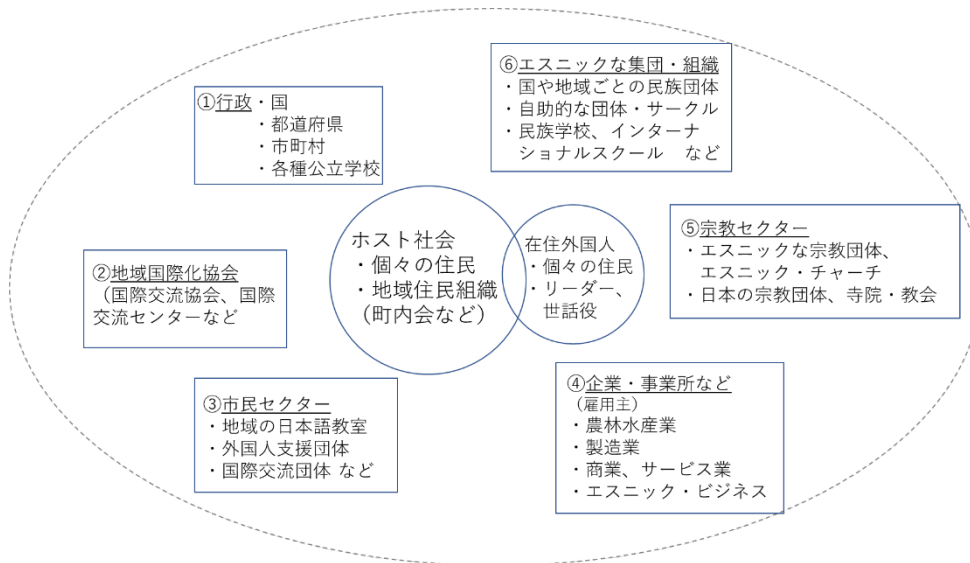 ①行政・国
・都道府県
・市町村
・各種公立学校
⑥エスニックな集団・組織
・国や地域ごとの民族団体
・自助的な団体・サークル
・民族学校、インターナ
ショナルスクール など
ホスト社会
・個々の住民
・地域住民組織
（町内会など）
在住外国人
・個々の住民
・リーダー、
世話役
⑤宗教セクター
・エスニックな宗教団体、
エスニック・チャーチ
・日本の宗教団体、寺院・教会
②地域国際化協会
（国際交流協会、国際
交流センターなど
③市民セクター
・地域の日本語教室
・外国人支援団体
・国際交流団体 など
④企業・事業所など
（雇用主）
・農林水産業
・製造業
・商業、サービス業
・エスニック・ビジネス